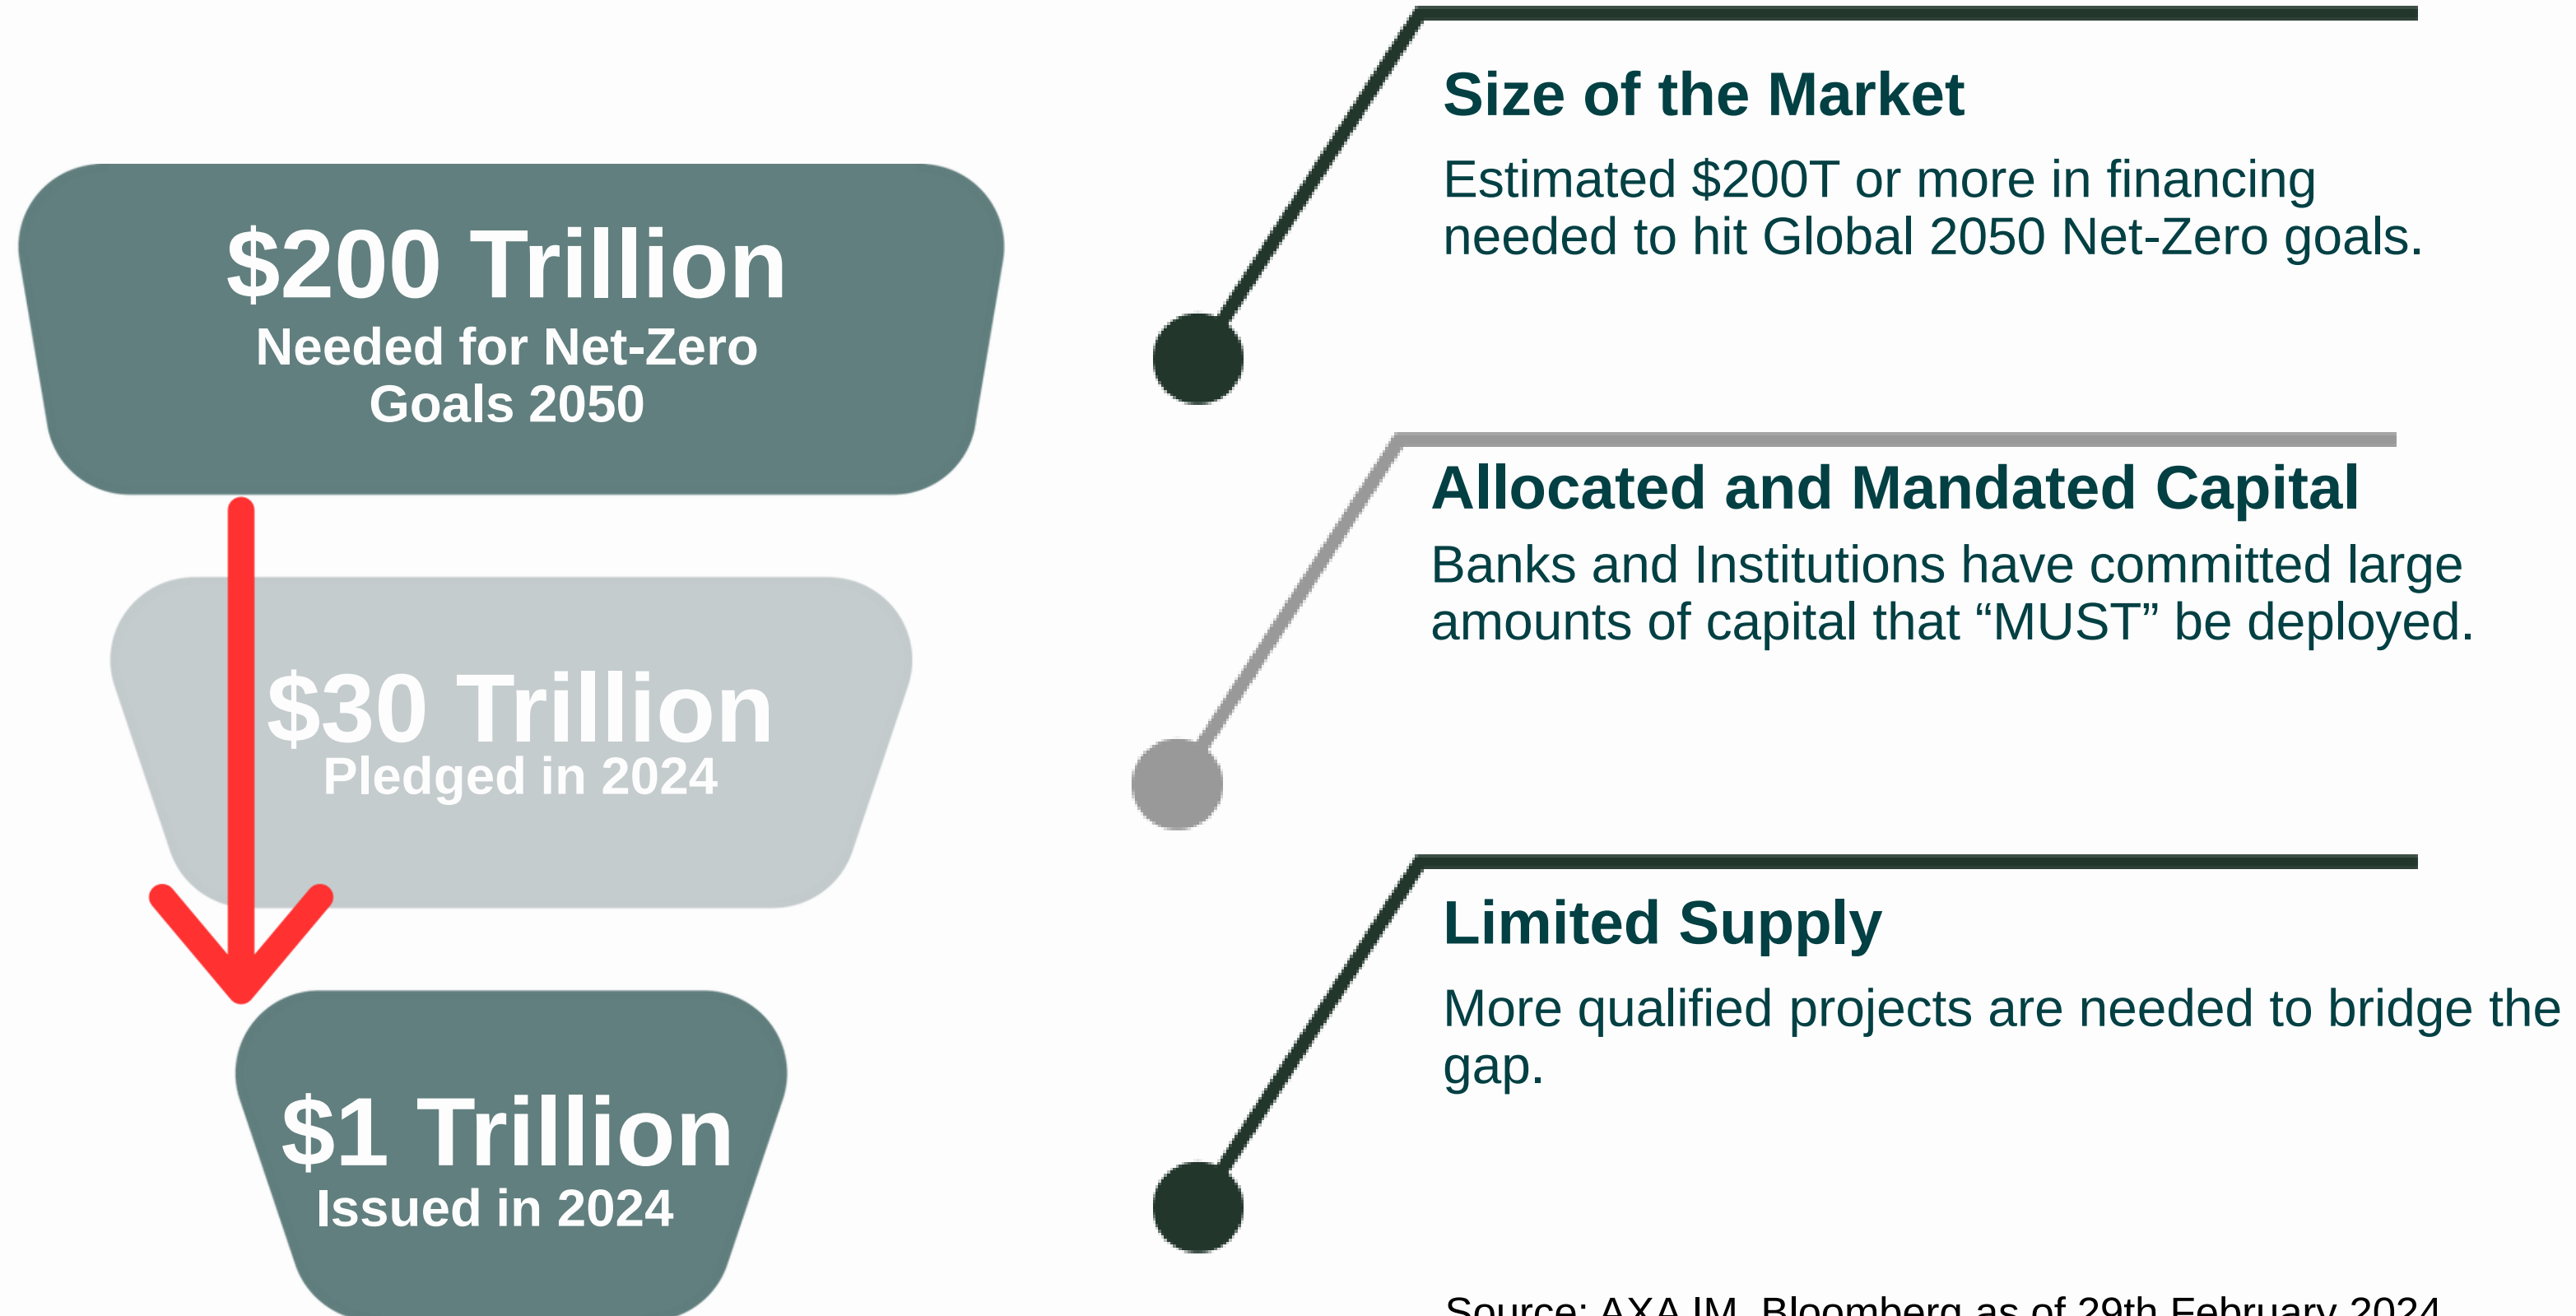 $200 Trillion
Needed for Net-Zero
Goals 2050
$30 Trillion
Pledged in 2024
$1 Trillion
Issued in 2024
Size of the Market
Estimated $200T or more in financing
needed to hit Global 2050 Net-Zero goals.
Allocated and Mandated Capital
Banks and Institutions have committed large
amounts of capital that “MUST” be deployed.
Limited Supply
More qualified projects are needed to bridge the
gap.
Source: AXA IM, Bloomberg as of 29th February 2024